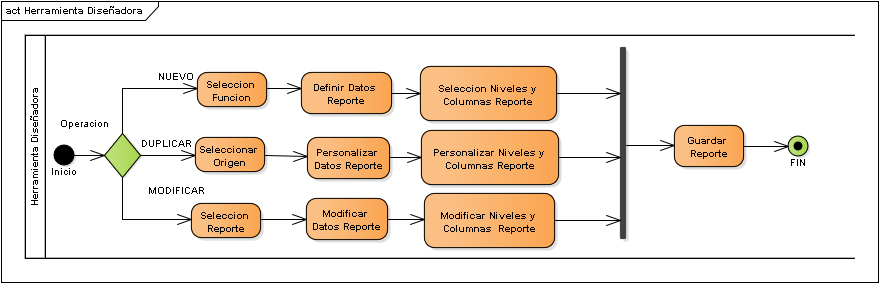 act Herramienta Diseñadora
Herramienta Diseñadora
Inicio
Operacion
NUEVO
Seleccion
Funcion
Definir Datos
Reporte
Seleccion Niveles y
Columnas Reporte
DUPLICAR
Seleccionar
Origen
Personalizar
Datos Reporte
Personalizar Niveles y
Columnas Reporte
MODIFICAR
Seleccion
Reporte
Modificar
Datos Reporte
Modificar Niveles y
Columnas Reporte
Guardar
Reporte
FIN